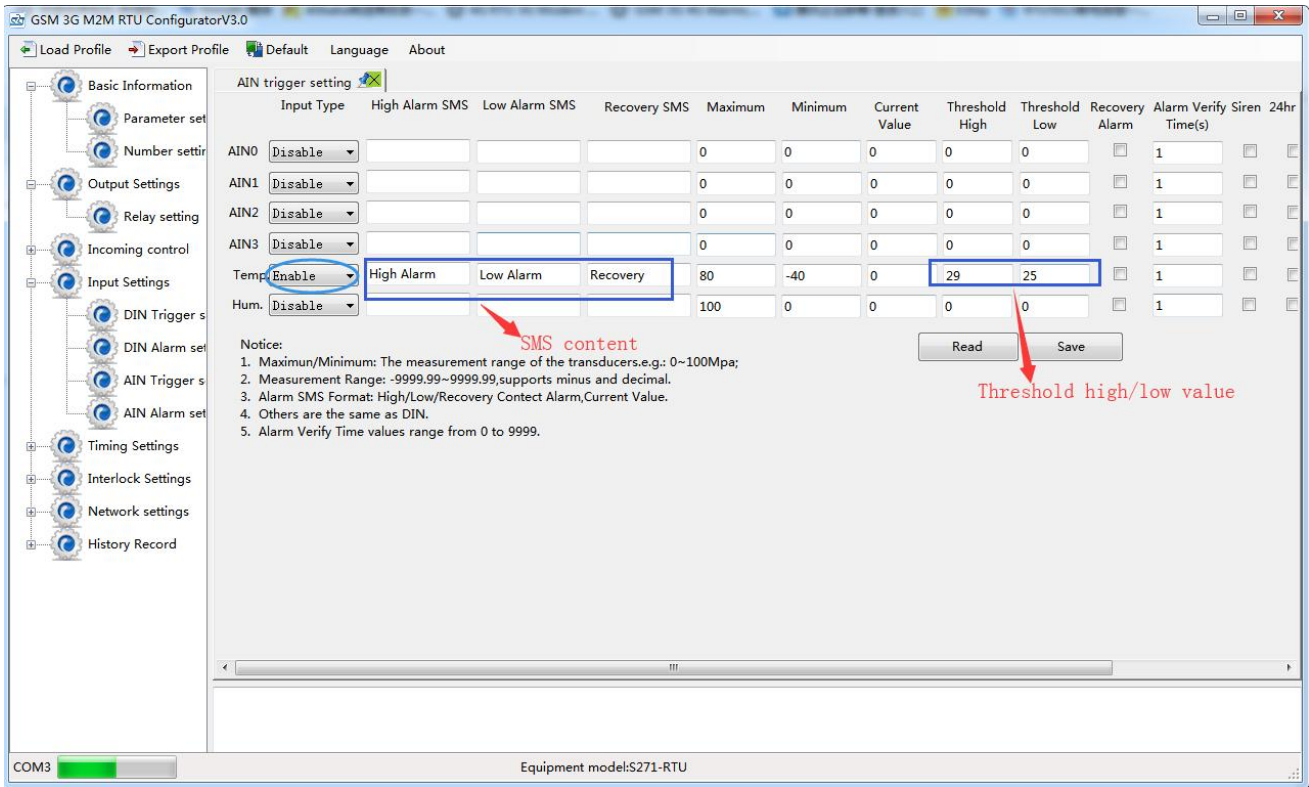 GSM 3G M2M RTU ConfiguratorV3.0
Load Profile Export Profile Default Language About
Basic Information
Parameter set
Number settir
Output Settings
Relay setting
Incoming control
Input Settings
DIN Trigger s
DIN Alarm set
AIN Trigger s
AIN Alarm set
Timing Settings
Interlock Settings
Network settings
History Record
AIN trigger setting
Input Type High Alarm SMS Low Alarm SMS Recovery SMS Maximum Minimum Current Value Threshold High Threshold Low Recovery Alarm Alarm Verify Time(s) Siren 24hr
AIN0 Disable 0 0 0 0 0 1
AIN1 Disable 0 0 0 0 0 1
AIN2 Disable 0 0 0 0 0 1
AIN3 Disable 0 0 0 0 0 1
Temp Enable High Alarm Low Alarm Recovery 80 -40 0 29 25 1
Hum. Disable 100 0 0 0 0 1
SMS content
Read Save
Threshold high/low value
Notice:
1. Maximun/Minimum: The measurement range of the transducers.e.g.: 0~100Mpa;
2. Measurement Range: -9999.99~9999.99,supports minus and decimal.
3. Alarm SMS Format: High/Low/Recovery Contect Alarm,Current Value.
4. Others are the same as DIN.
5. Alarm Verify Time values range from 0 to 9999.
COM3 Equipment model:S271-RTU